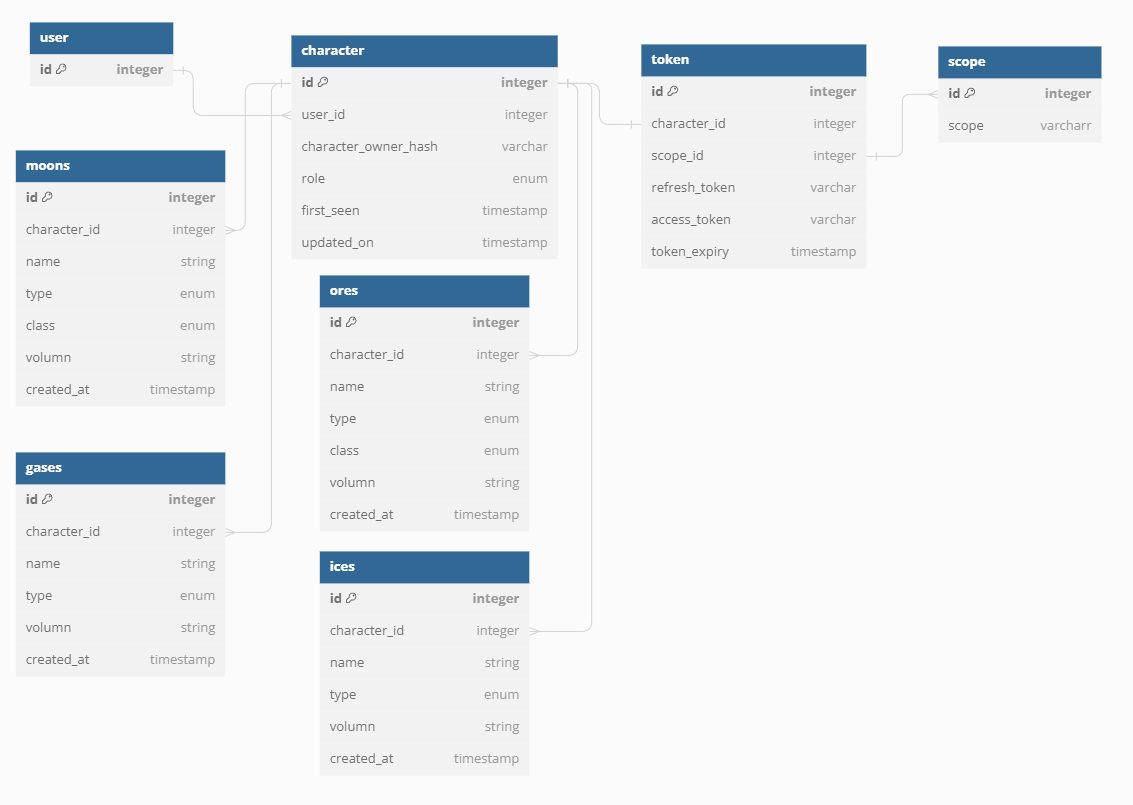 user
id integer
character
id integer
user_id integer
character_owner_hash varchar
role enum
first_seen timestamp
updated_on timestamp
token
id integer
character_id integer
scope_id integer
refresh_token varchar
access_token varchar
token_expiry timestamp
scope
id integer
scope varcharr
moons
id integer
character_id integer
name string
type enum
class enum
volumn string
created_at timestamp
ores
id integer
character_id integer
name string
type enum
class enum
volumn string
created_at timestamp
gases
id integer
character_id integer
name string
type enum
volumn string
created_at timestamp
ices
id integer
character_id integer
name string
type enum
volumn string
created_at timestamp